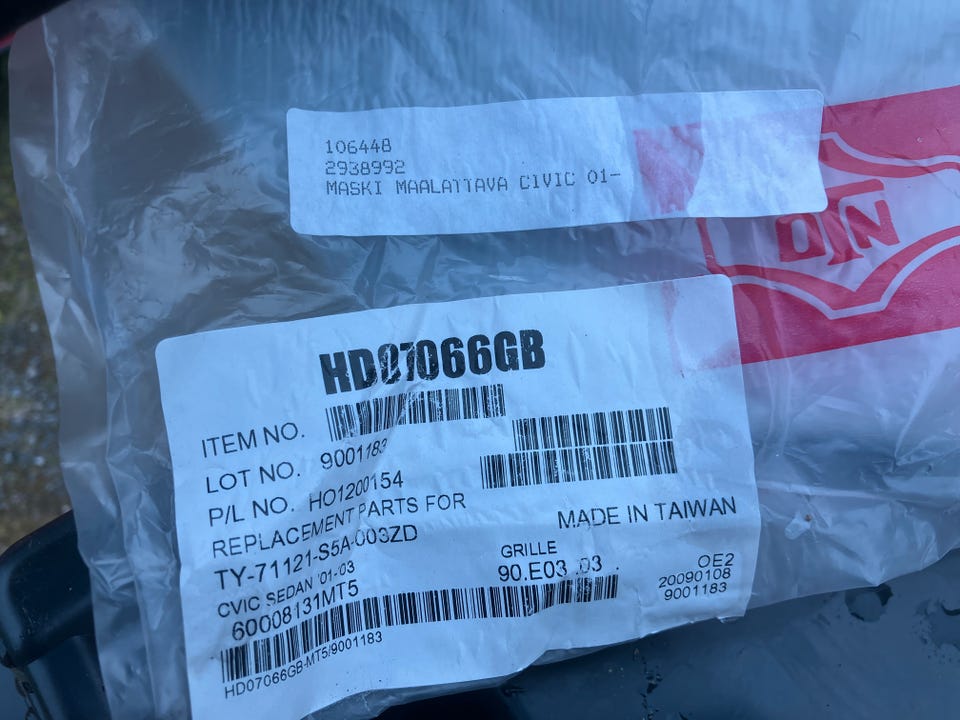 106448
2938992
MASKI MAALATTAVA CIVIC 01-
HD07066GB
ITEM NO.
LOT NO. 9001183
P/L NO. HO1200154
REPLACEMENT PARTS FOR
TY-71121-S5A-003ZD
MADE IN TAIWAN
CVIC SEDAN '01-03
GRILLE
60008131MT5
90.E03 .03 .
OE2
20090108
9001183
HD07066GB-MT5/9001183